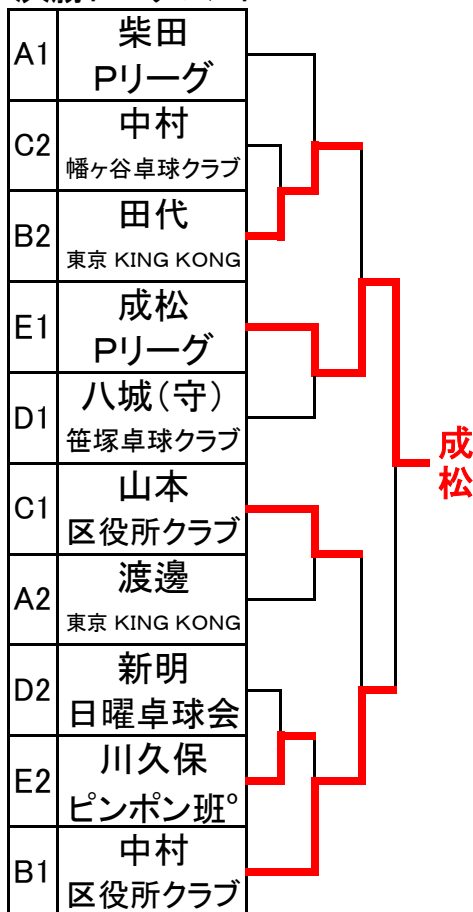 A1
柴田
Pリーグ
C2
中村
幡ヶ谷卓球クラブ
B2
田代
東京 KING KONG
E1
成松
Pリーグ
D1
八城(守)
笹塚卓球クラブ
C1
山本
区役所クラブ
A2
渡邊
東京 KING KONG
D2
新明
日曜卓球会
E2
川久保
ピンポン班°
B1
中村
区役所クラブ
成松